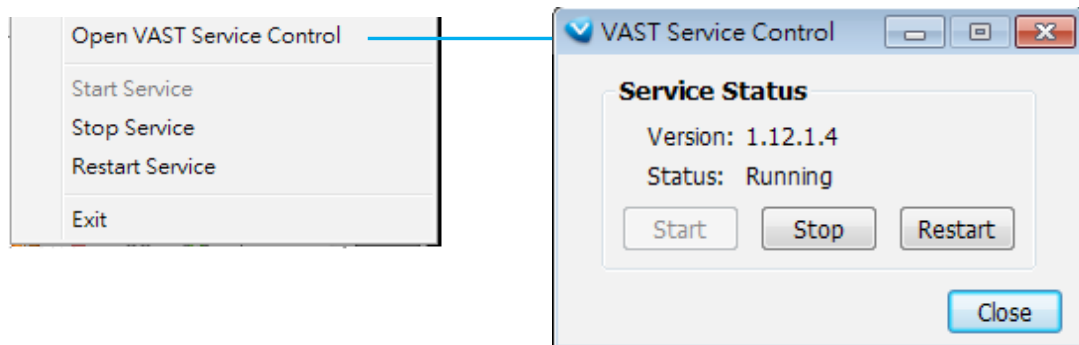 Open VAST Service Control
Start Service
Stop Service
Restart Service
Exit
VAST Service Control
Service Status
Version: 1.12.1.4
Status: Running
Start Stop Restart
Close